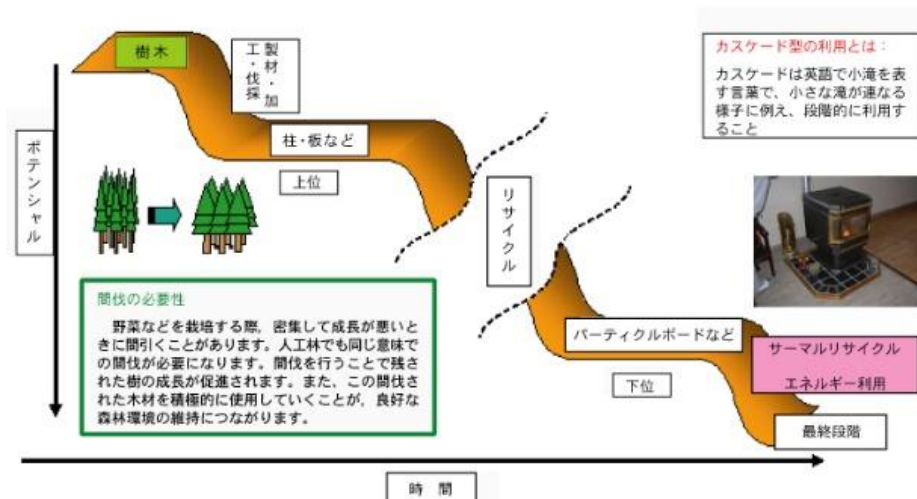 樹木
製材・加
工・伐採
カスケード型の利用とは：
カスケードは英語で小滝を表
す言葉で、小さな滝が連なる
様子に例え、段階的に利用す
ること
ポテンシャル
柱・板など
上位
リサイクル
間伐の必要性
野菜などを栽培する際，密集して成長が悪いと
きに間引くことがあります。人工林でも同じ意味で
の間伐が必要になります。間伐を行うことで残さ
れた樹の成長が促進されます。また、この間伐さ
れた木材を積極的に使用していくことが，良好な
森林環境の維持につながります。
パーティクルボードなど
下位
サーマルリサイクル
エネルギー利用
最終段階
時　間